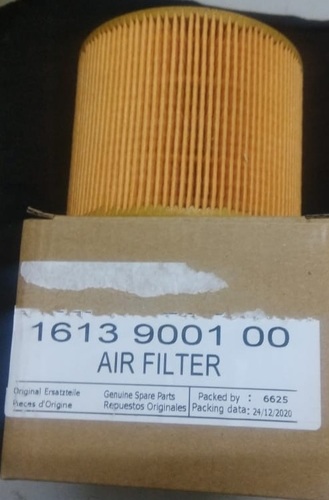 1613 9001 00
AIR FILTER
Original Ersatzteile
Pieces d'Origine
Genuine Spare Parts
Repuestos Originales
Packed by : 6625
Packing data: 24/12/2020